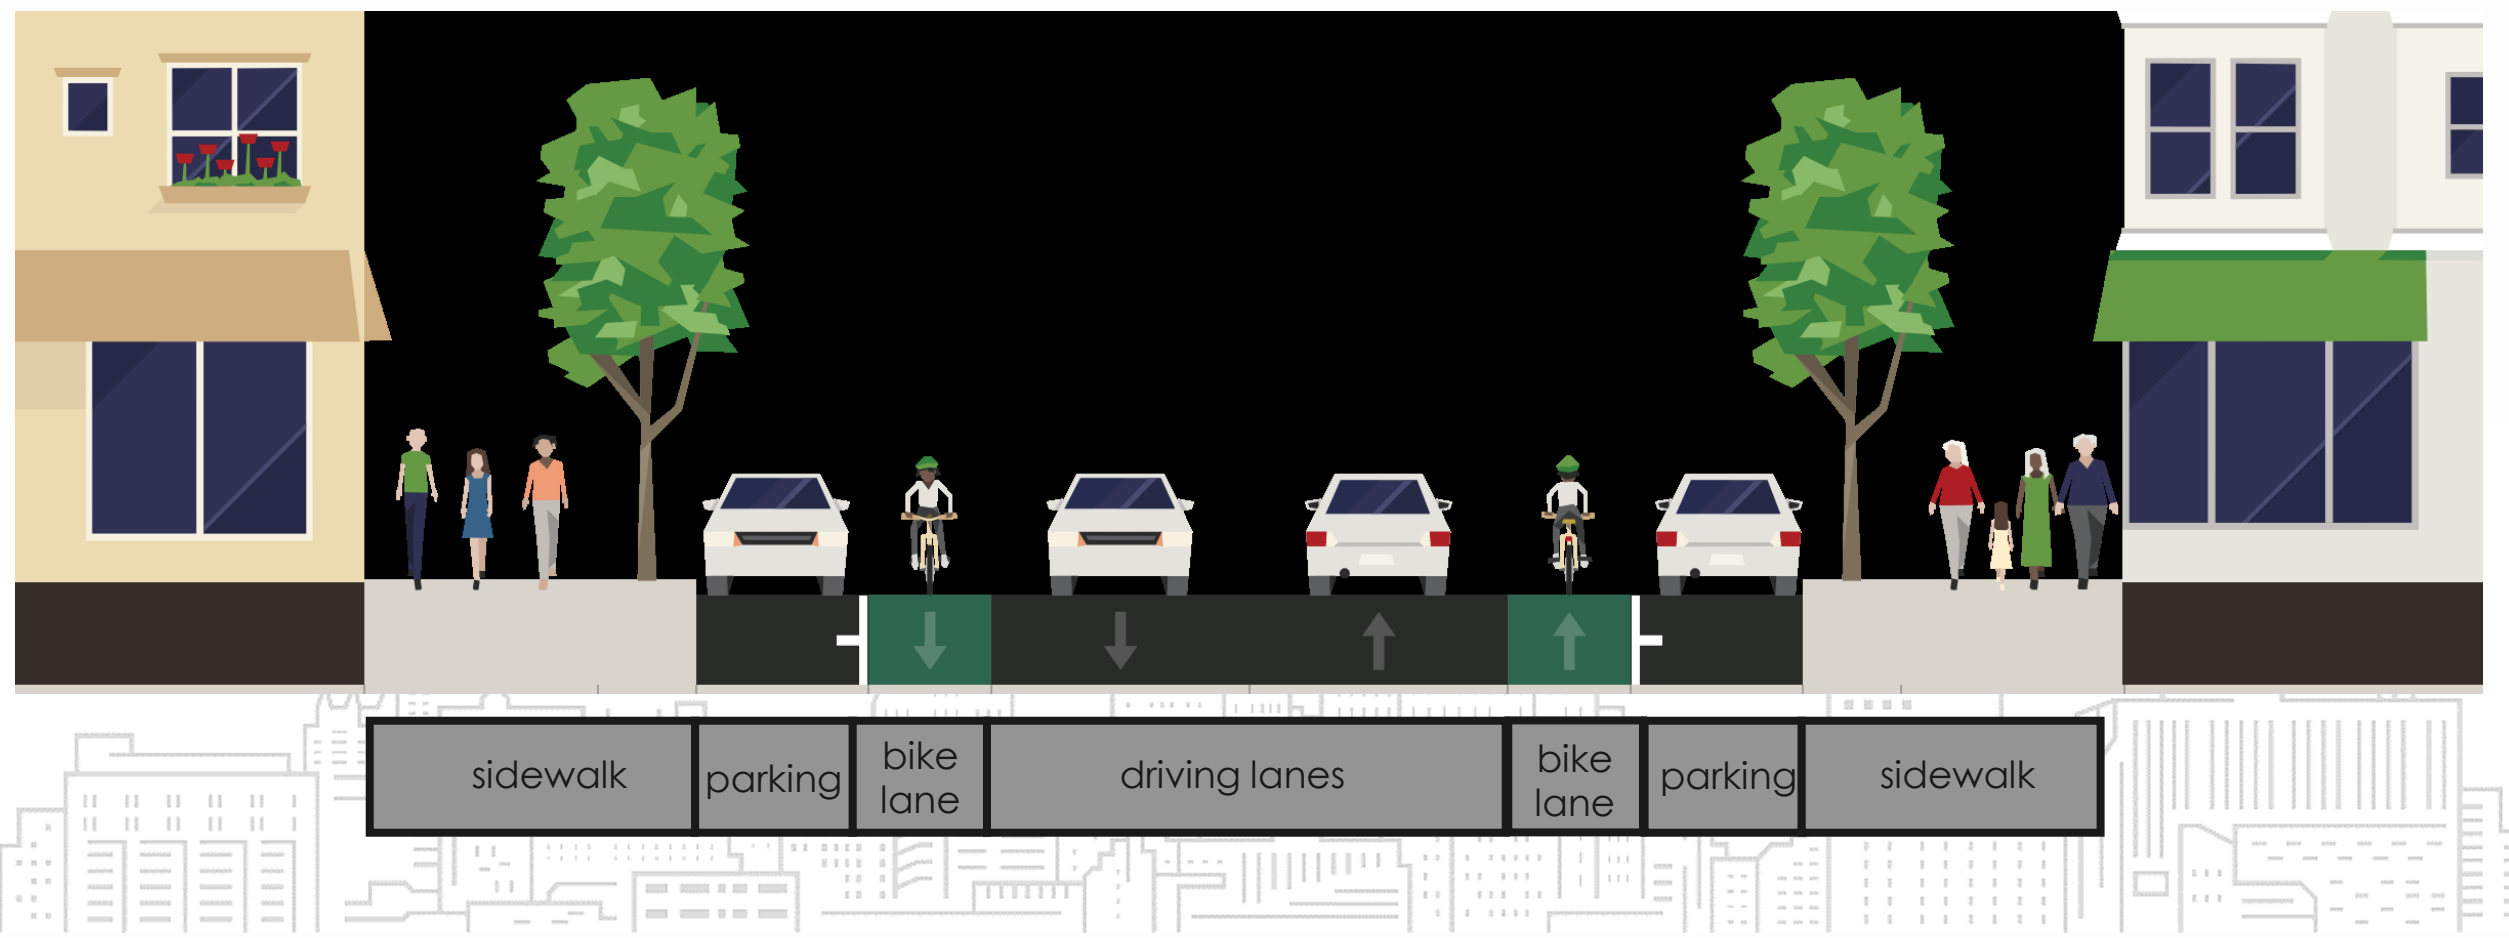 sidewalk
parking
bike
lane
driving lanes
bike
lane
parking
sidewalk